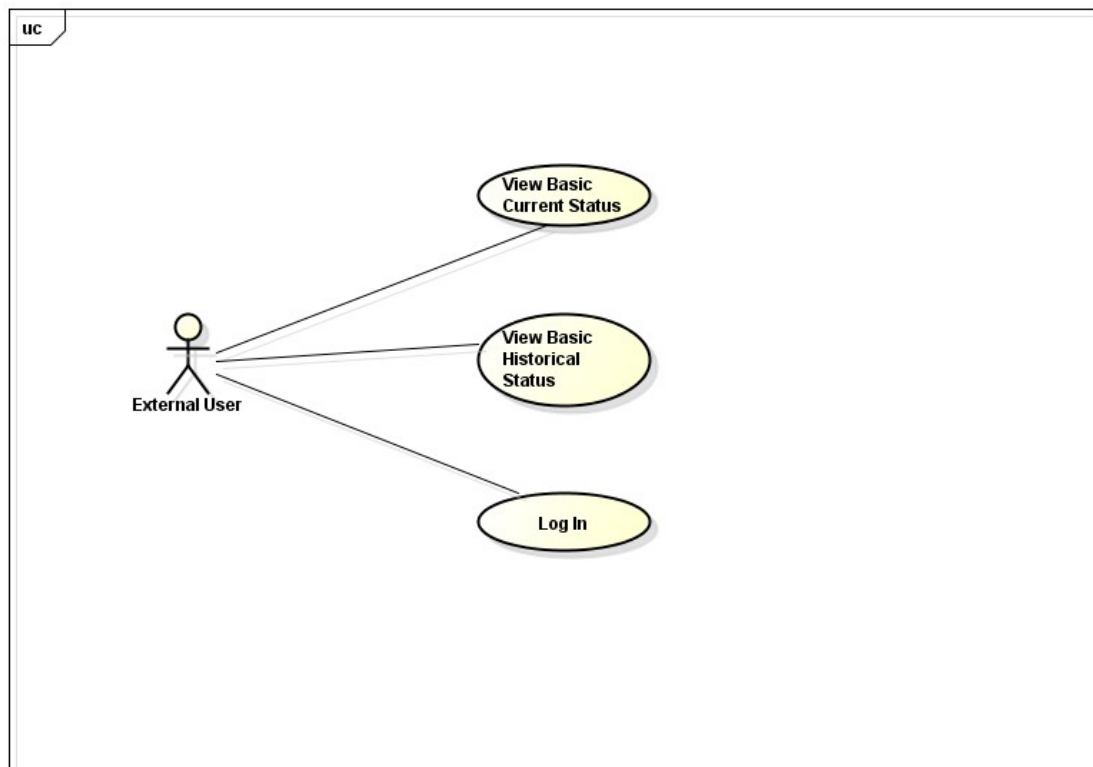 uc
View Basic
Current Status
View Basic
Historical
Status
External User
Log In